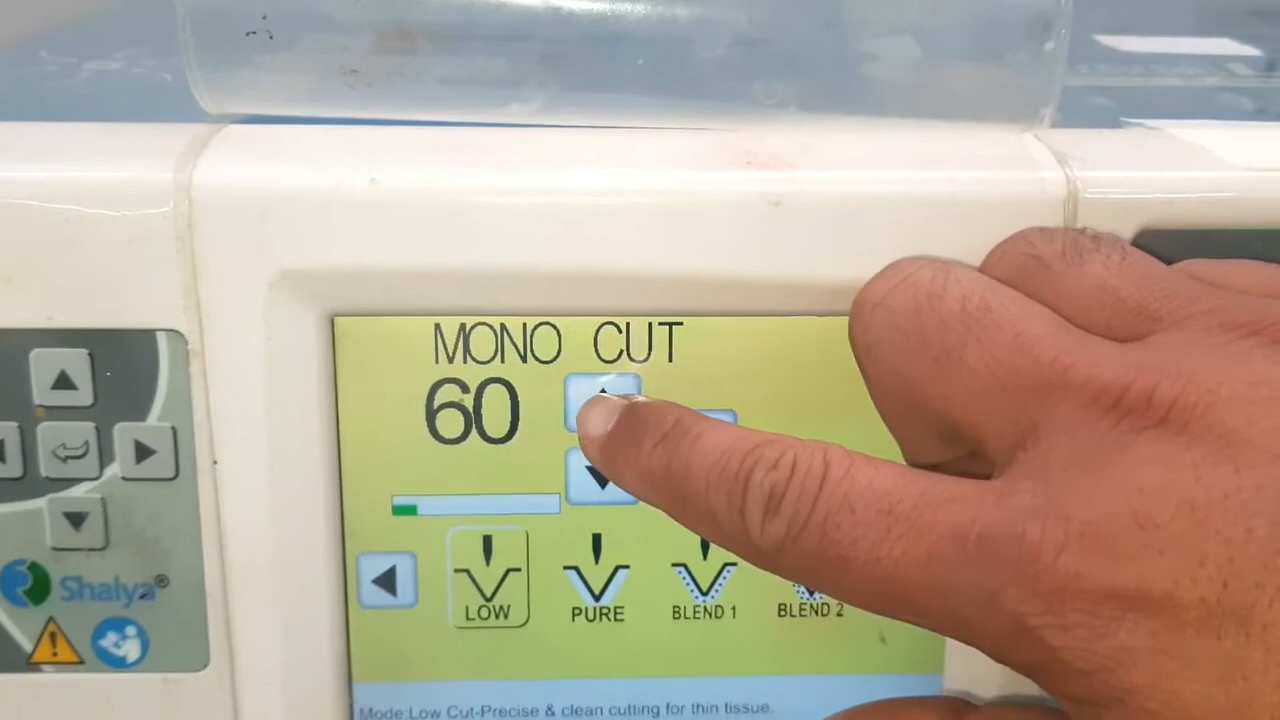 MONO CUT
60
LOW
PURE
BLEND 1
BLEND 2
Shalya®
Mode:Low Cut-Precise & clean cutting for thin tissue.